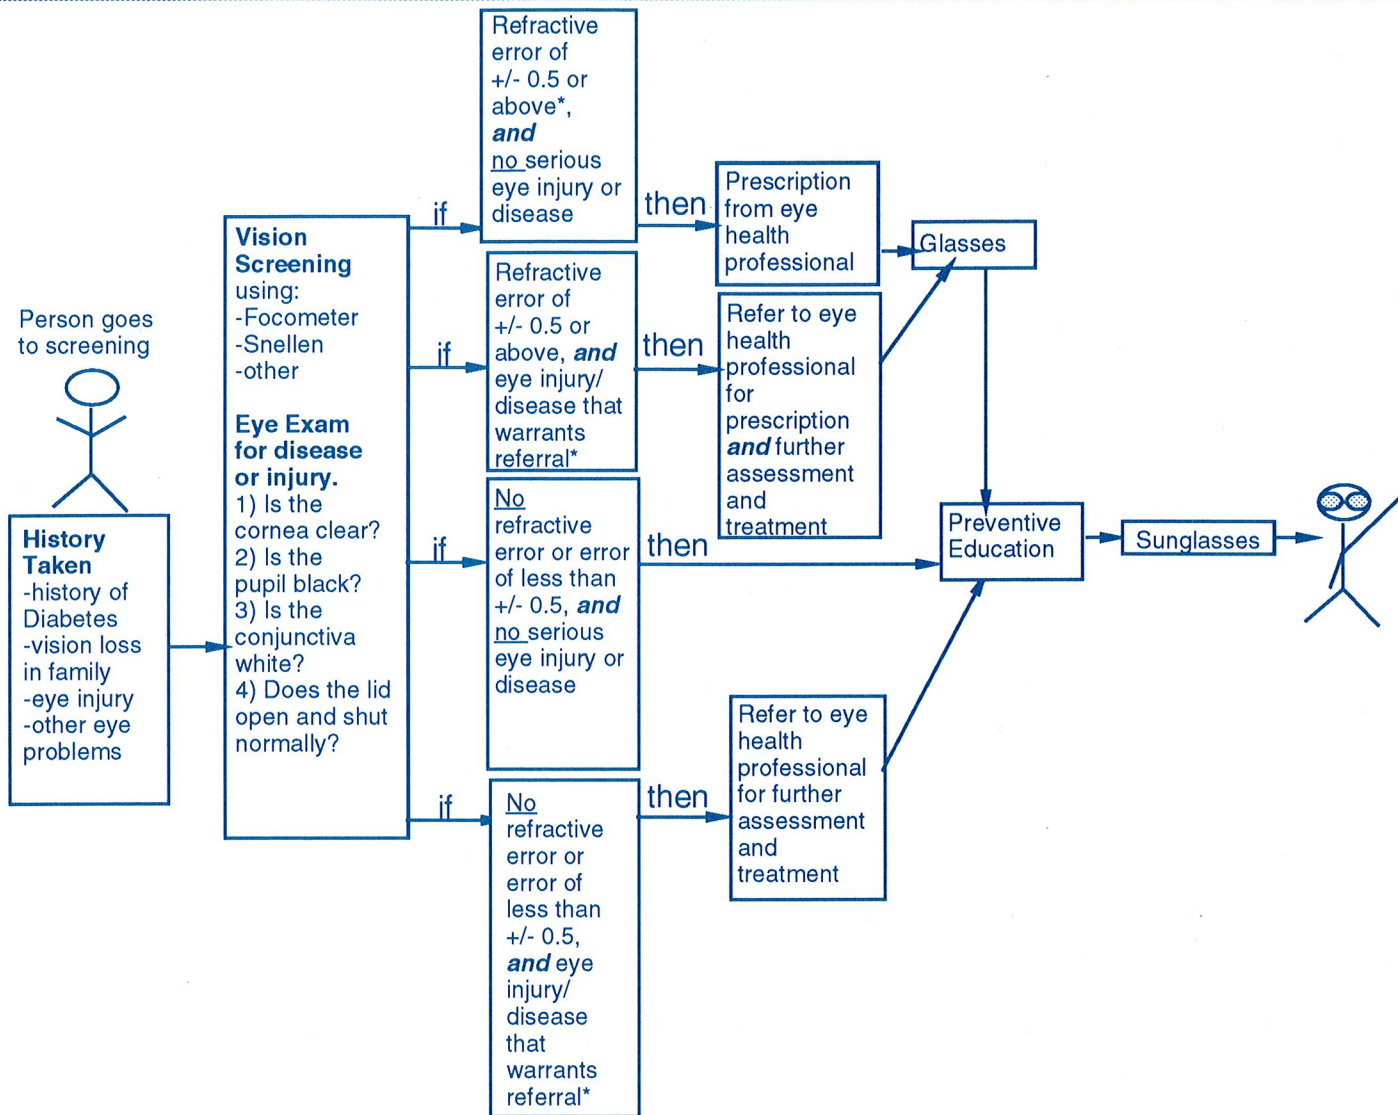 Person goes
to screening
History
Taken
-history of
Diabetes
-vision loss
in family
-eye injury
-other eye
problems
Vision
Screening
using:
-Focometer
-Snellen
-other
Eye Exam
for disease
or injury.
1) Is the
cornea clear?
2) Is the
pupil black?
3) Is the
conjunctiva
white?
4) Does the lid
open and shut
normally?
if
Refractive
error of
+/- 0.5 or
above*,
and
no serious
eye injury or
disease
then
Prescription
from eye
health
professional
Glasses
if
Refractive
error of
+/- 0.5 or
above, and
eye injury/
disease that
warrants
referral*
then
Refer to eye
health
professional
for
prescription
and further
assessment
and
treatment
if
No
refractive
error or error
of less than
+/- 0.5, and
no serious
eye injury or
disease
then
if
No
refractive
error or
error of
less than
+/- 0.5,
and eye
injury/
disease
that
warrants
referral*
then
Refer to eye
health
professional
for further
assessment
and
treatment
Preventive
Education
Sunglasses